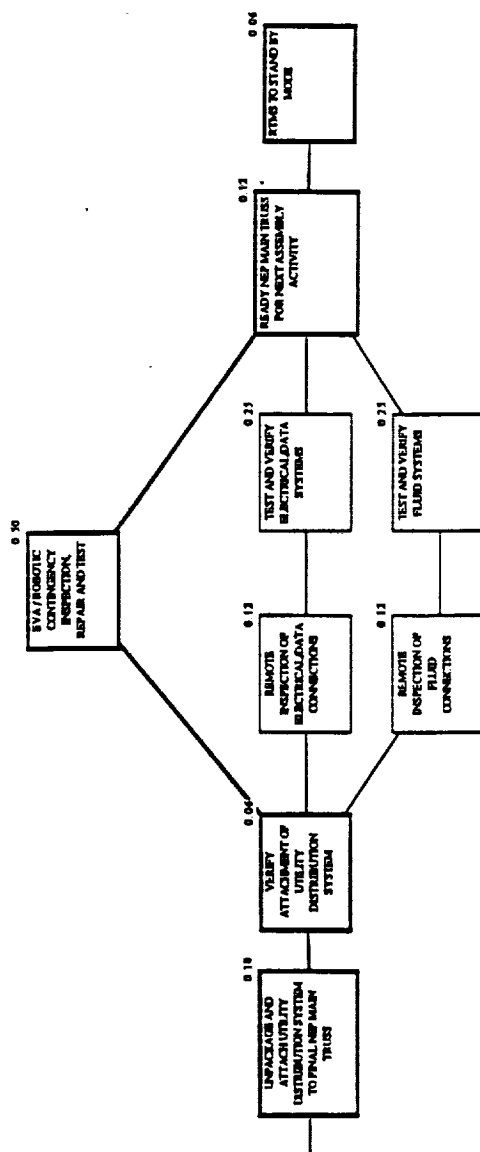 0.18
UNPACKAGE AND
ATTACH UTILITY
DISTRIBUTION SYSTEM
TO FINAL NEP MAIN
TRUSS
0.06
VERIFY
ATTACHMENT OF
UTILITY
DISTRIBUTION
SYSTEM
0.50
EVA / ROBOTIC
CONTINGENCY
INSPECTION,
REPAIR AND TEST
0.12
REMOTE
INSPECTION OF
ELECTRICAL/DATA
CONNECTIONS
0.25
TEST AND VERIFY
ELECTRICAL/DATA
SYSTEMS
0.12
REMOTE
INSPECTION OF
FLUID
CONNECTIONS
0.25
TEST AND VERIFY
FLUID SYSTEMS
0.12
READY NEP MAIN TRUSS
FOR NEXT ASSEMBLY
ACTIVITY
0.06
RTMS TO STAND BY
MODE